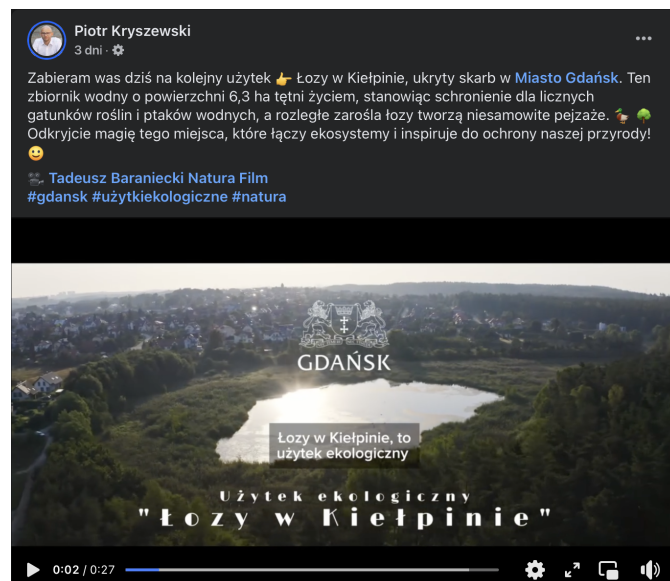 Piotr Kryszewski
3 dni ·
Zabieram was dziś na kolejny użytek 👉 Łozy w Kiełpinie, ukryty skarb w Miasto Gdańsk. Ten
zbiornik wodny o powierzchni 6,3 ha tętni życiem, stanowiąc schronienie dla licznych
gatunków roślin i ptaków wodnych, a rozległe zarośla łozy tworzą niesamowite pejzaże. 🦆 🌳
Odkryjcie magię tego miejsca, które łączy ekosystemy i inspiruje do ochrony naszej przyrody!
😀
🎥 Tadeusz Baraniecki Natura Film
#gdansk #użytkiekologiczne #natura
GDAŃSK
Łozy w Kiełpinie, to
użytek ekologiczny
Użytek ekologiczny
"Łozy w Kiełpinie"
0:02 / 0:27